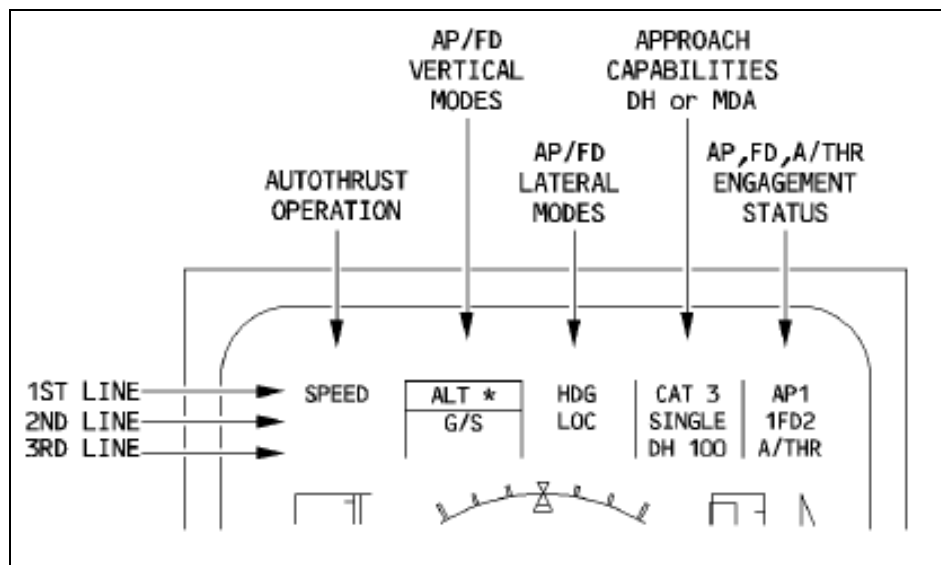 AP/FD
VERTICAL
MODES
APPROACH
CAPABILITIES
DH or MDA
AUTOTHRUST
OPERATION
AP/FD
LATERAL
MODES
AP,FD,A/THR
ENGAGEMENT
STATUS
1ST LINE
2ND LINE
3RD LINE
SPEED
ALT *
G/S
HDG
LOC
CAT 3
SINGLE
DH 100
AP1
1FD2
A/THR